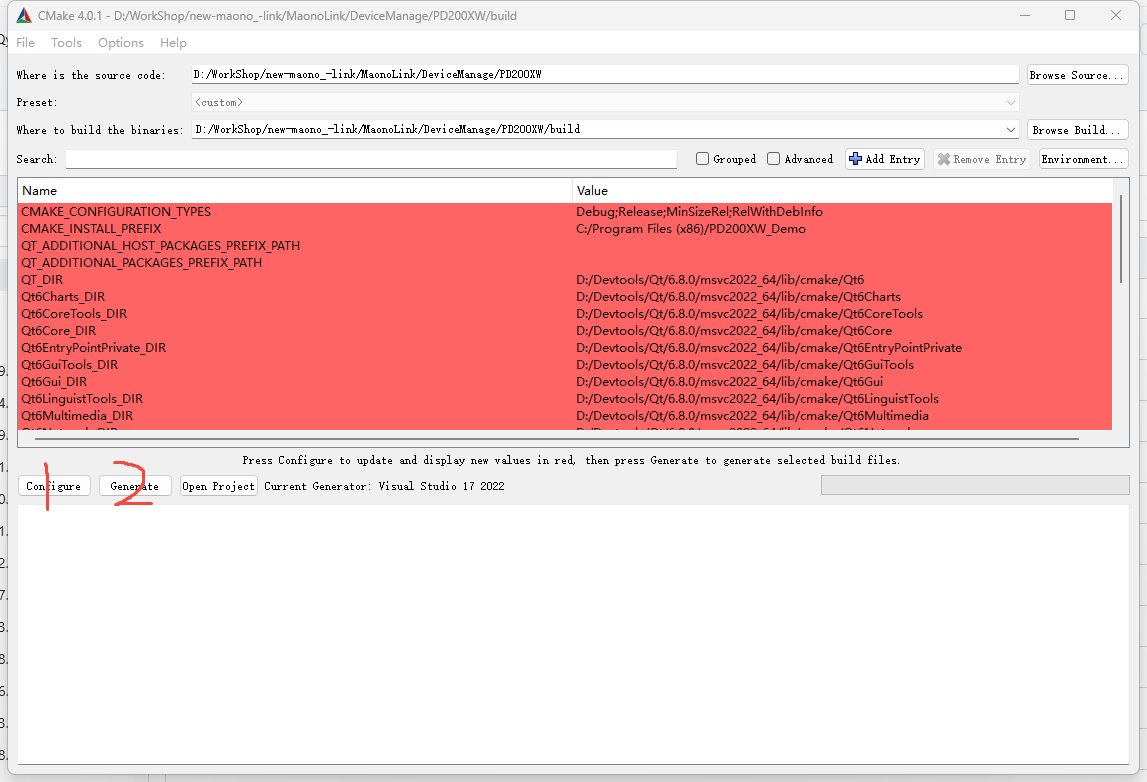 CMake 4.0.1 - D:/WorkShop/new-maono_-link/MaonoLink/DeviceManage/PD200XW/build
File Tools Options Help
Where is the source code: D:/WorkShop/new-maono_-link/MaonoLink/DeviceManage/PD200XW Browse Source...
Preset: <custom>
Where to build the binaries: D:/WorkShop/new-maono_-link/MaonoLink/DeviceManage/PD200XW/build Browse Build...
Search: Grouped Advanced Add Entry Remove Entry Environment...
Name Value
CMAKE_CONFIGURATION_TYPES Debug;Release;MinSizeRel;RelWithDebInfo
CMAKE_INSTALL_PREFIX C:/Program Files (x86)/PD200XW_Demo
QT_ADDITIONAL_HOST_PACKAGES_PREFIX_PATH
QT_ADDITIONAL_PACKAGES_PREFIX_PATH
QT_DIR D:/Devtools/Qt/6.8.0/msvc2022_64/lib/cmake/Qt6
Qt6Charts_DIR D:/Devtools/Qt/6.8.0/msvc2022_64/lib/cmake/Qt6Charts
Qt6CoreTools_DIR D:/Devtools/Qt/6.8.0/msvc2022_64/lib/cmake/Qt6CoreTools
Qt6Core_DIR D:/Devtools/Qt/6.8.0/msvc2022_64/lib/cmake/Qt6Core
Qt6EntryPointPrivate_DIR D:/Devtools/Qt/6.8.0/msvc2022_64/lib/cmake/Qt6EntryPointPrivate
Qt6GuiTools_DIR D:/Devtools/Qt/6.8.0/msvc2022_64/lib/cmake/Qt6GuiTools
Qt6Gui_DIR D:/Devtools/Qt/6.8.0/msvc2022_64/lib/cmake/Qt6Gui
Qt6LinguistTools_DIR D:/Devtools/Qt/6.8.0/msvc2022_64/lib/cmake/Qt6LinguistTools
Qt6Multimedia_DIR D:/Devtools/Qt/6.8.0/msvc2022_64/lib/cmake/Qt6Multimedia
Press Configure to update and display new values in red, then press Generate to generate selected build files.
1 2
Configure Generate Open Project Current Generator: Visual Studio 17 2022